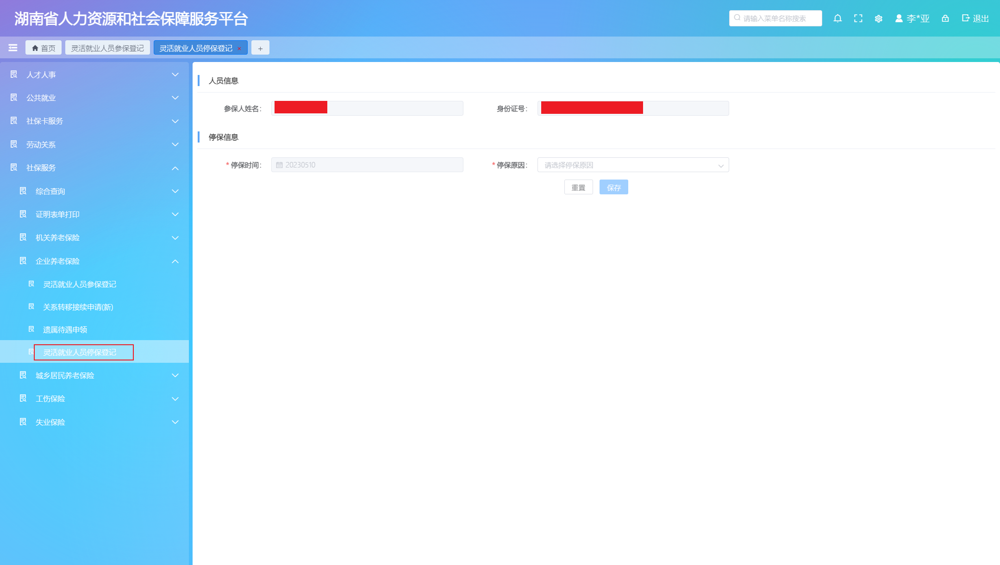 湖南省人力资源和社会保障服务平台
请输入菜单名称搜索
李*亚
退出
首页
灵活就业人员参保登记
灵活就业人员停保登记 ×
+
人才人事
公共就业
社保卡服务
劳动关系
社保服务
综合查询
证明表单打印
机关养老保险
企业养老保险
灵活就业人员参保登记
关系转移接续申请(新)
遗属待遇申领
灵活就业人员停保登记
城乡居民养老保险
工伤保险
失业保险
人员信息
参保人姓名:
身份证号:
停保信息
* 停保时间: 20230510
* 停保原因: 请选择停保原因
重置
保存